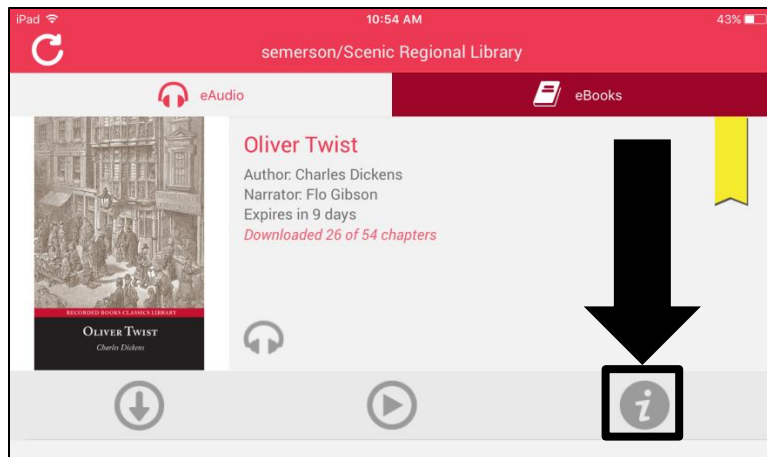 iPad 10:54 AM 43%
semerson/Scenic Regional Library
eAudio eBooks
Oliver Twist
Author: Charles Dickens
Narrator: Flo Gibson
Expires in 9 days
Downloaded 26 of 54 chapters
RECORDED BOOKS CLASSICS LIBRARY
OLIVER TWIST
Charles Dickens
i